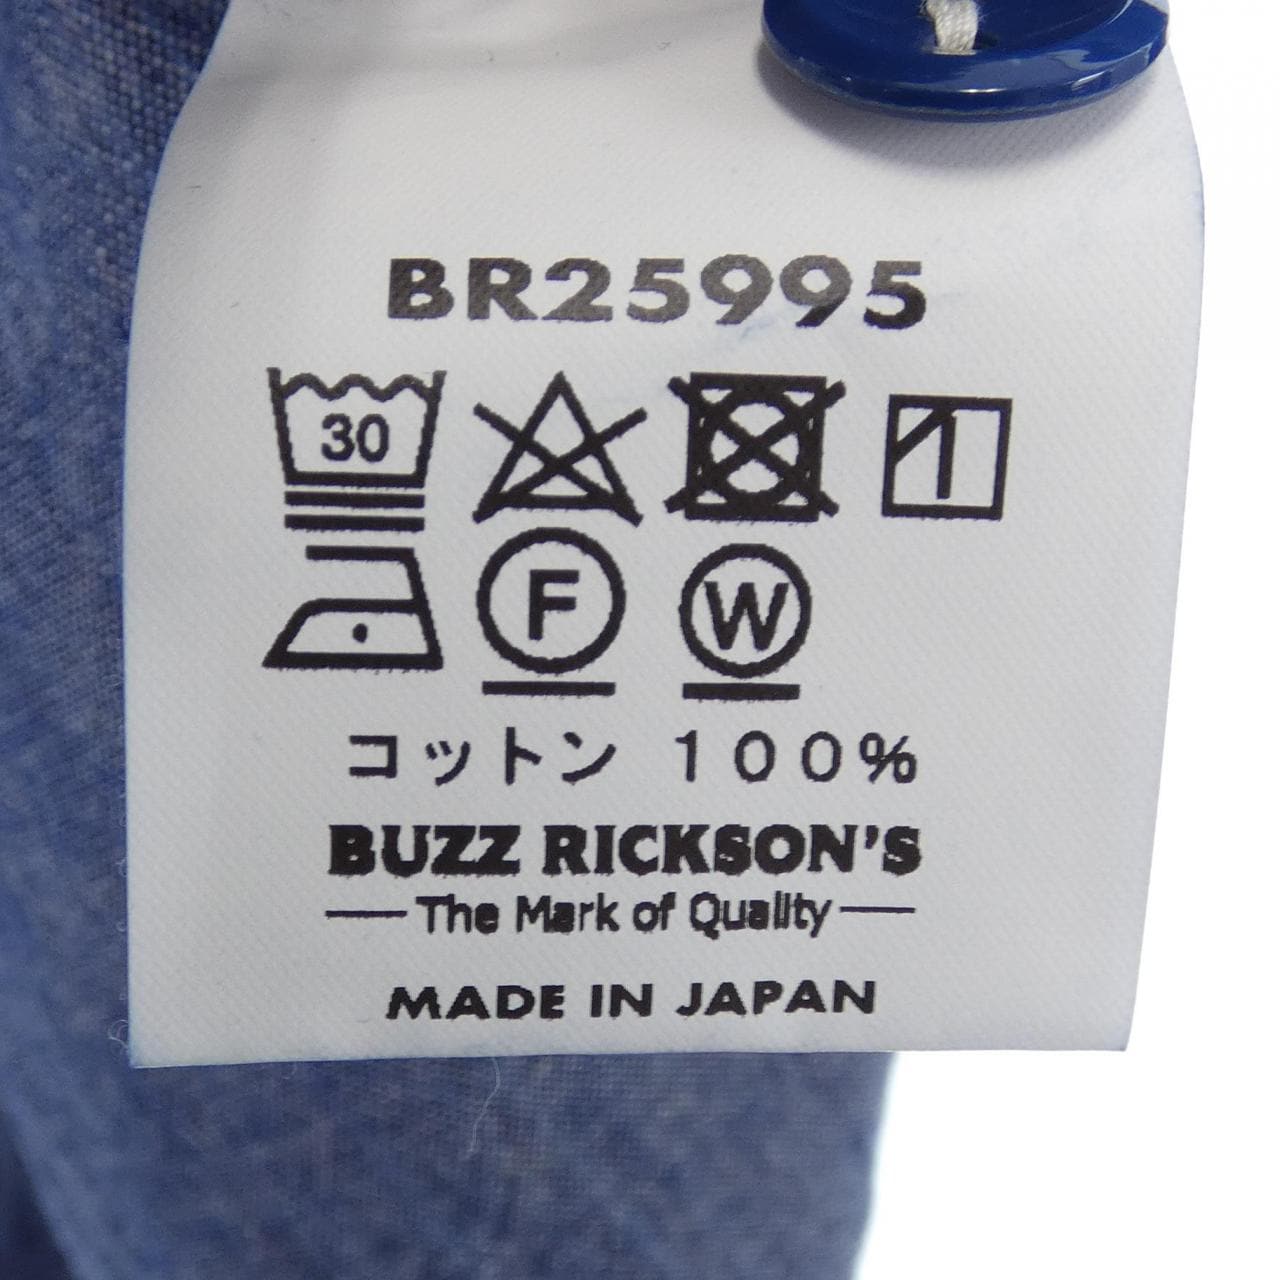 BR25995
30
F W
コットン 100%
BUZZ RICKSON'S
The Mark of Quality
MADE IN JAPAN